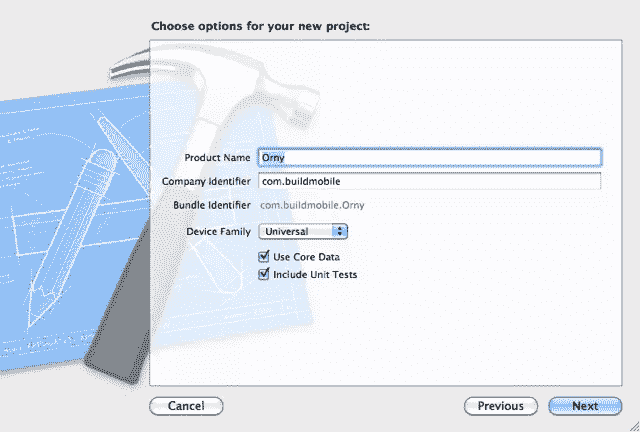 Choose options for your new project:
Product Name Orny
Company Identifier com.buildmobile
Bundle Identifier com.buildmobile.Orny
Device Family Universal
Use Core Data
Include Unit Tests
Cancel Previous Next